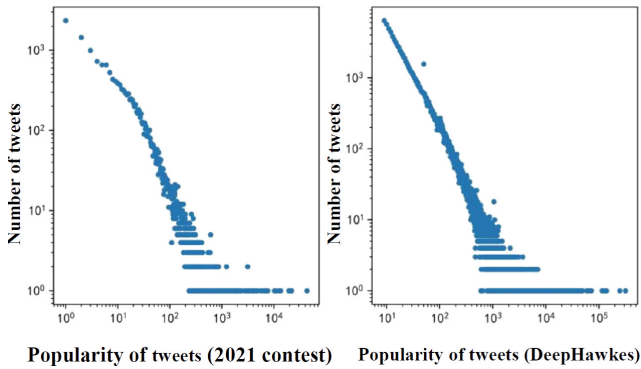 Number of tweets
10³
10²
10¹
10⁰
10⁰ 10¹ 10² 10³ 10⁴
Popularity of tweets (2021 contest)
Number of tweets
10³
10²
10¹
10⁰
10¹ 10² 10³ 10⁴ 10⁵
Popularity of tweets (DeepHawkes)